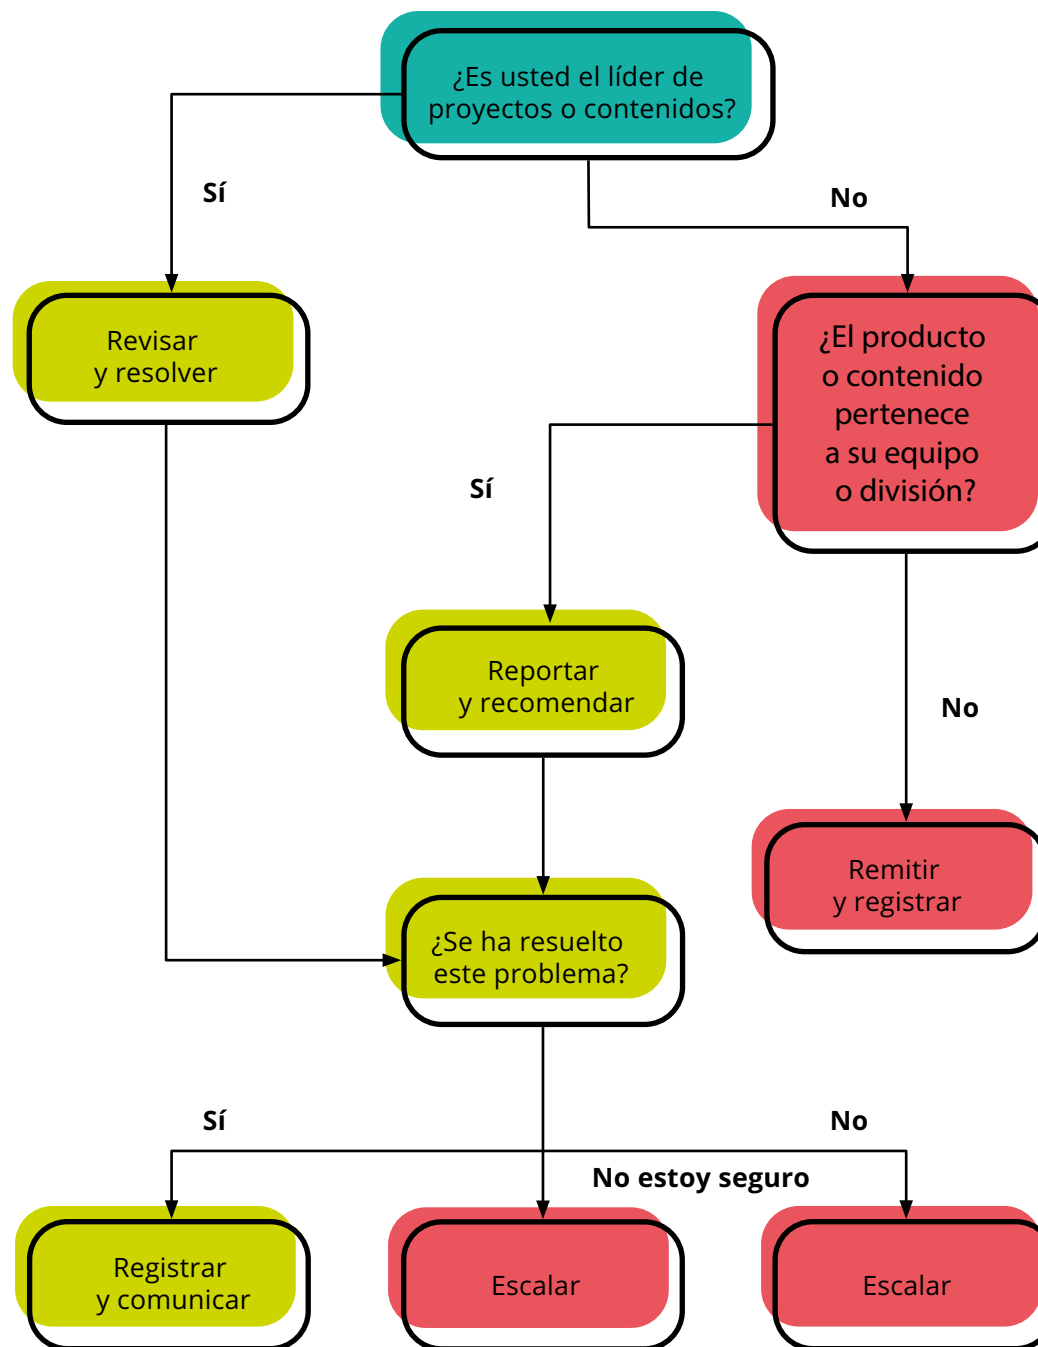 ¿Es usted el líder de
proyectos o contenidos?
Sí
No
Revisar
y resolver
¿El producto
o contenido
pertenece
a su equipo
o división?
Sí
Reportar
y recomendar
No
Remitir
y registrar
¿Se ha resuelto
este problema?
Sí
No
No estoy seguro
Registrar
y comunicar
Escalar
Escalar